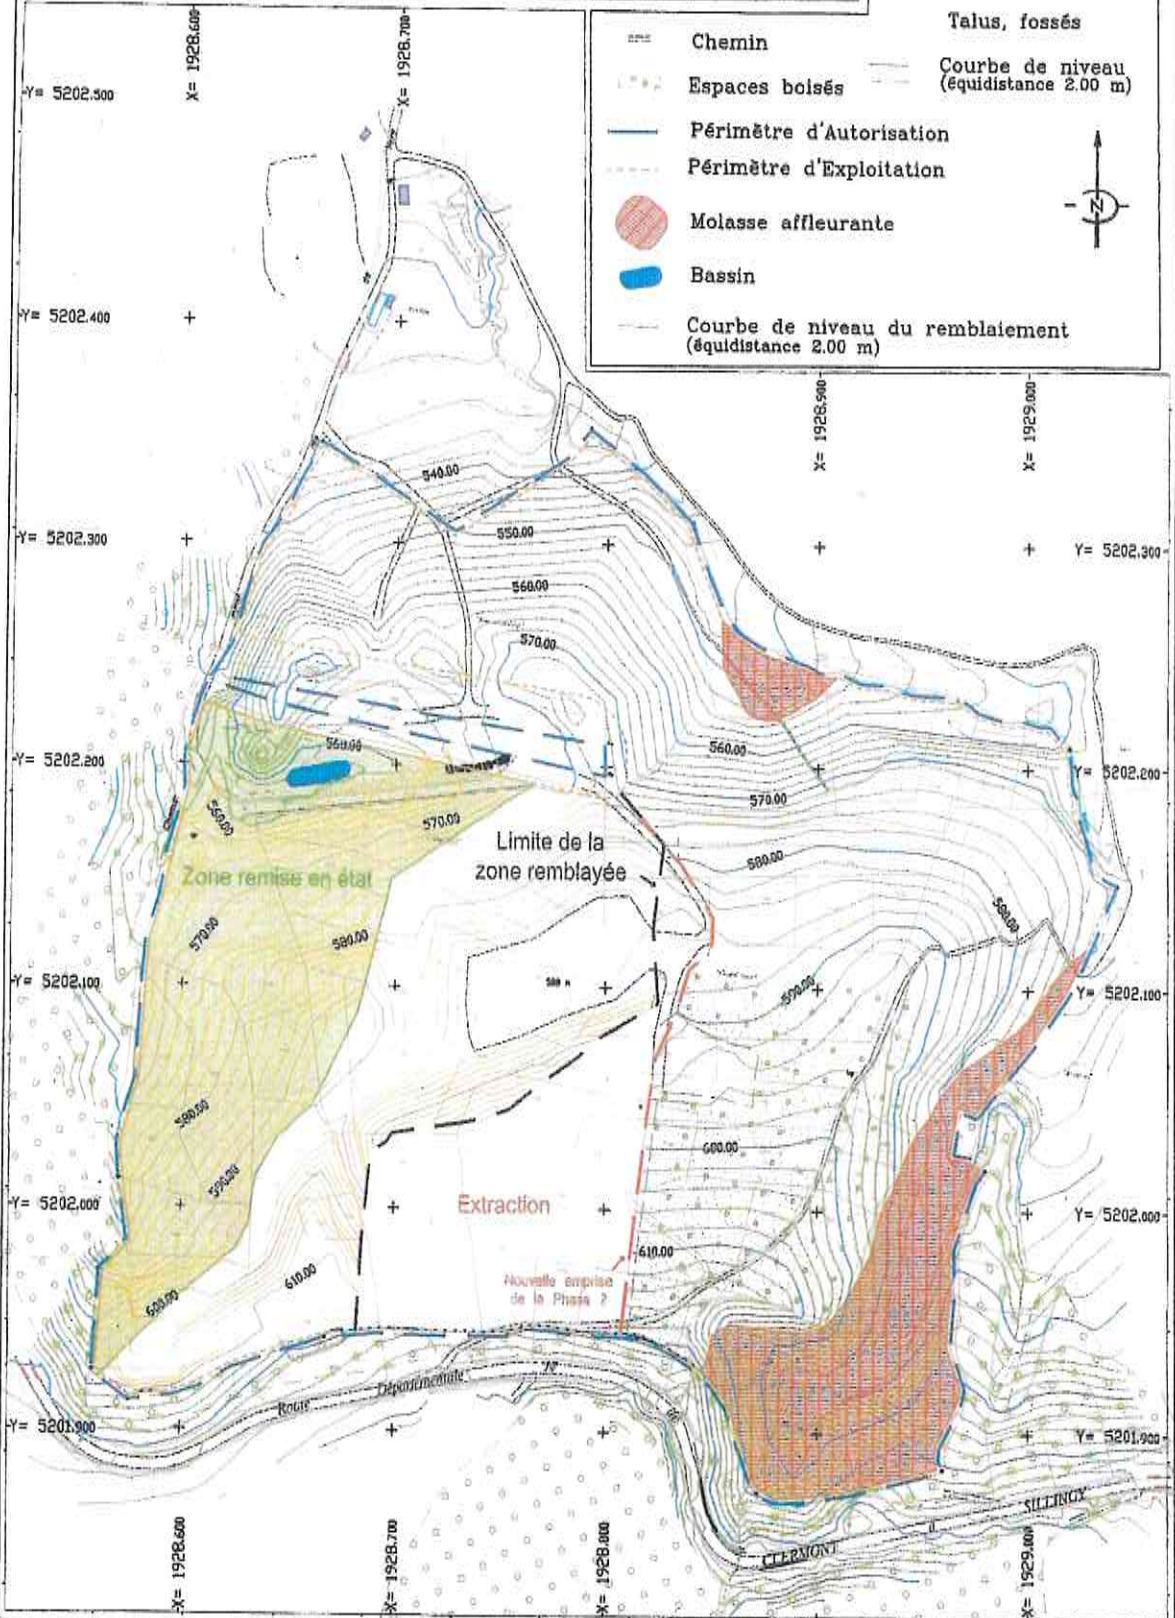 X= 1928.600
X= 1928.700
Y= 5202.500
Chemin
Espaces boisés
Périmètre d'Autorisation
Périmètre d'Exploitation
Molasse affleurante
Bassin
Courbe de niveau du remblaiement
(équidistance 2.00 m)
Talus, fossés
Courbe de niveau
(équidistance 2.00 m)
N
Y= 5202.400
X= 1928.900
X= 1929.000
540.00
550.00
Y= 5202.300
Y= 5202.300
560.00
570.00
560.00
560.00
Y= 5202.200
Y= 5202.200
570.00
560.00
570.00
580.00
Limite de la
zone remblayée
Zone remise en état
580.00
570.00
580.00
Y= 5202.100
590.00
Y= 5202.100
580.00
590.00
600.00
Y= 5202.000
Extraction
Y= 5202.000
610.00
610.00
Nouvelle emprise
de la Phase 2
600.00
Route
Départementale
Y= 5201.900
Y= 5201.900
SILLINGY
CLERMONT
X= 1928.600
X= 1928.700
X= 1928.800
X= 1929.000